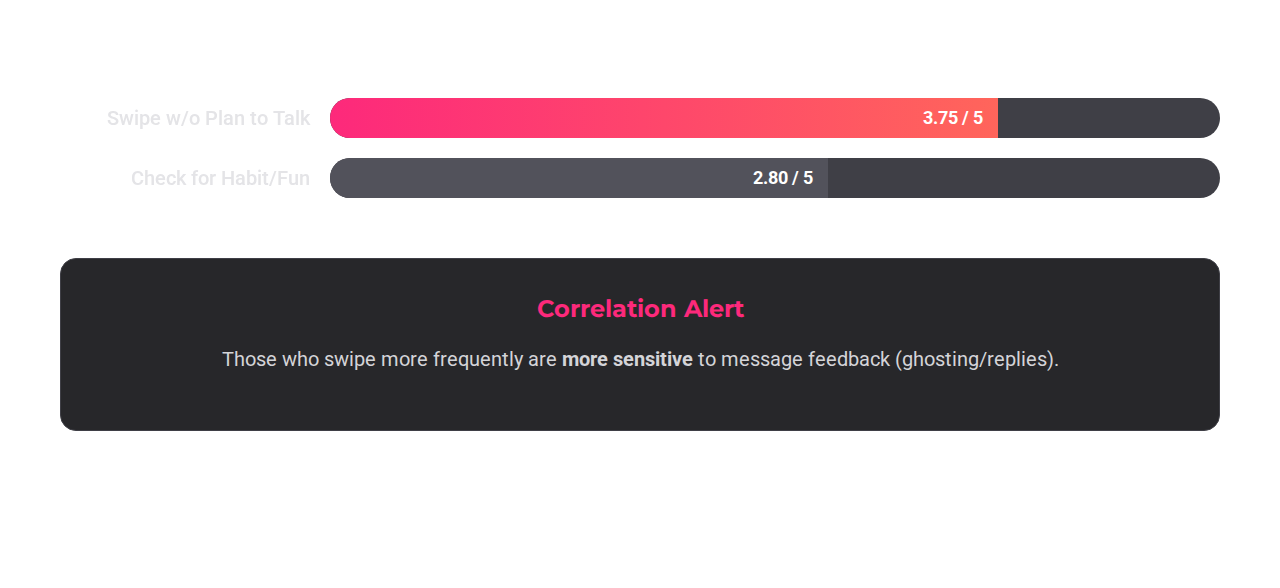 Swipe w/o Plan to Talk
3.75 / 5
Check for Habit/Fun
2.80 / 5
Correlation Alert
Those who swipe more frequently are more sensitive to message feedback (ghosting/replies).